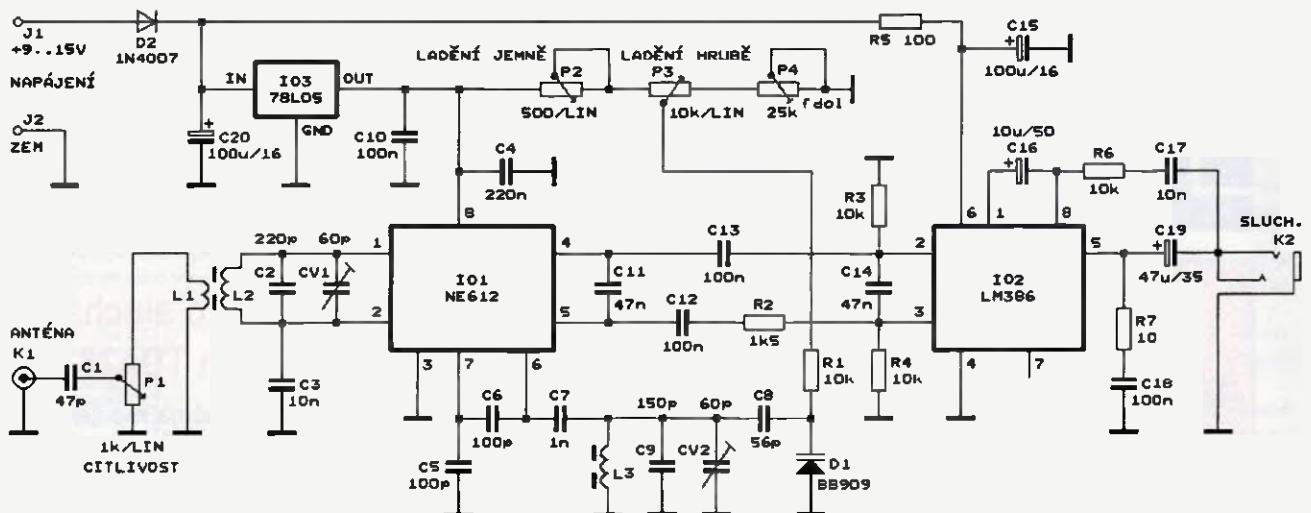 J1
+9..15V
D2
1N4007
NAPÁJENÍ
J2
ZEM
IN
IO3
78L05
OUT
GND
C20
100u/16
C10
100n
LADĚNÍ JEMNĚ
P2
500/LIN
LADĚNÍ HRUBĚ
P3
10k/LIN
P4
25k
fdol
R5 100
C15
100u/16
10u/50
C16
R6
10k
C17
10n
C4
220n
8
R3
10k
6
1
8
SLUCH.
K2
220p
60p
C2
CV1
L1
L2
1
2
IO1
NE612
4
5
3
7
6
C13
100n
C11
47n
C12
100n
R2
1k5
C14
47n
2
3
IO2
LM386
5
4
7
C19
47u/35
ANTÉNA
K1
C1
47p
P1
1k/LIN
CITLIVOST
C3
10n
C6
100p
C7
1n
C5
100p
L3
150p
C9
60p
CV2
C8
56p
R1
10k
R4
10k
D1
BB909
R7
10
C18
100n